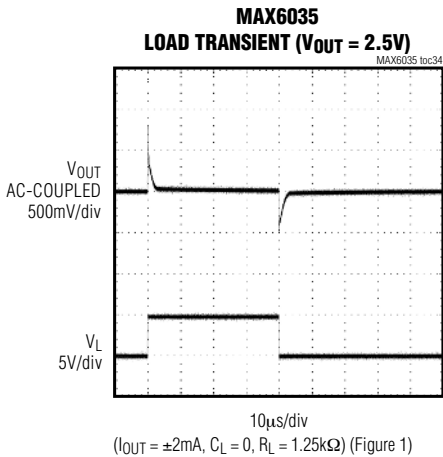 MAX6035
LOAD TRANSIENT (VOUT = 2.5V)
MAX6035 toc34
VOUT
AC-COUPLED
500mV/div
VL
5V/div
10μs/div
(IOUT = ±2mA, CL = 0, RL = 1.25kΩ) (Figure 1)